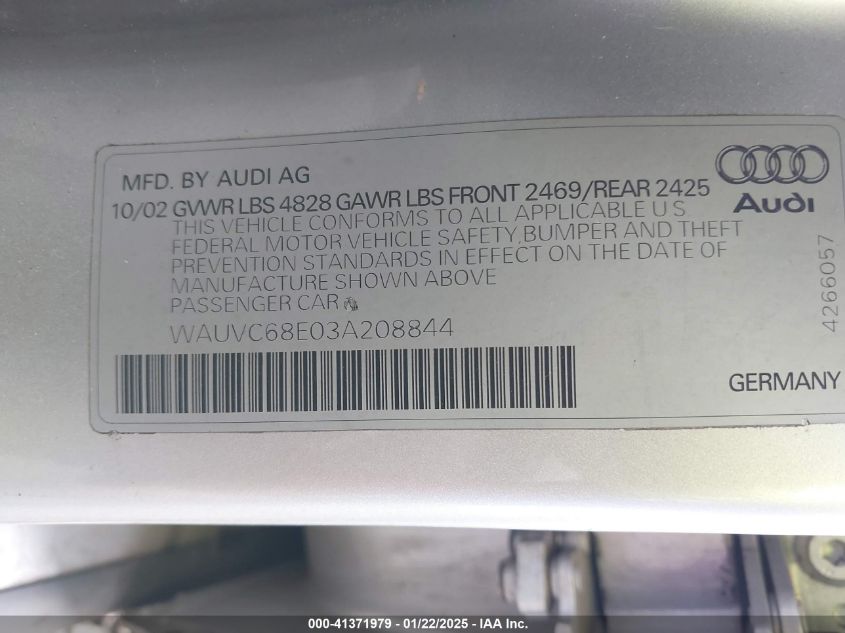 MFD. BY AUDI AG
10/02 GVWR LBS 4828 GAWR LBS FRONT 2469/REAR 2425
THIS VEHICLE CONFORMS TO ALL APPLICABLE U S
FEDERAL MOTOR VEHICLE SAFETY, BUMPER AND THEFT
PREVENTION STANDARDS IN EFFECT ON THE DATE OF
MANUFACTURE SHOWN ABOVE
PASSENGER CAR
WAUVC68E03A208844
Audi
4266057
GERMANY
000-41371979 - 01/22/2025 - IAA Inc.